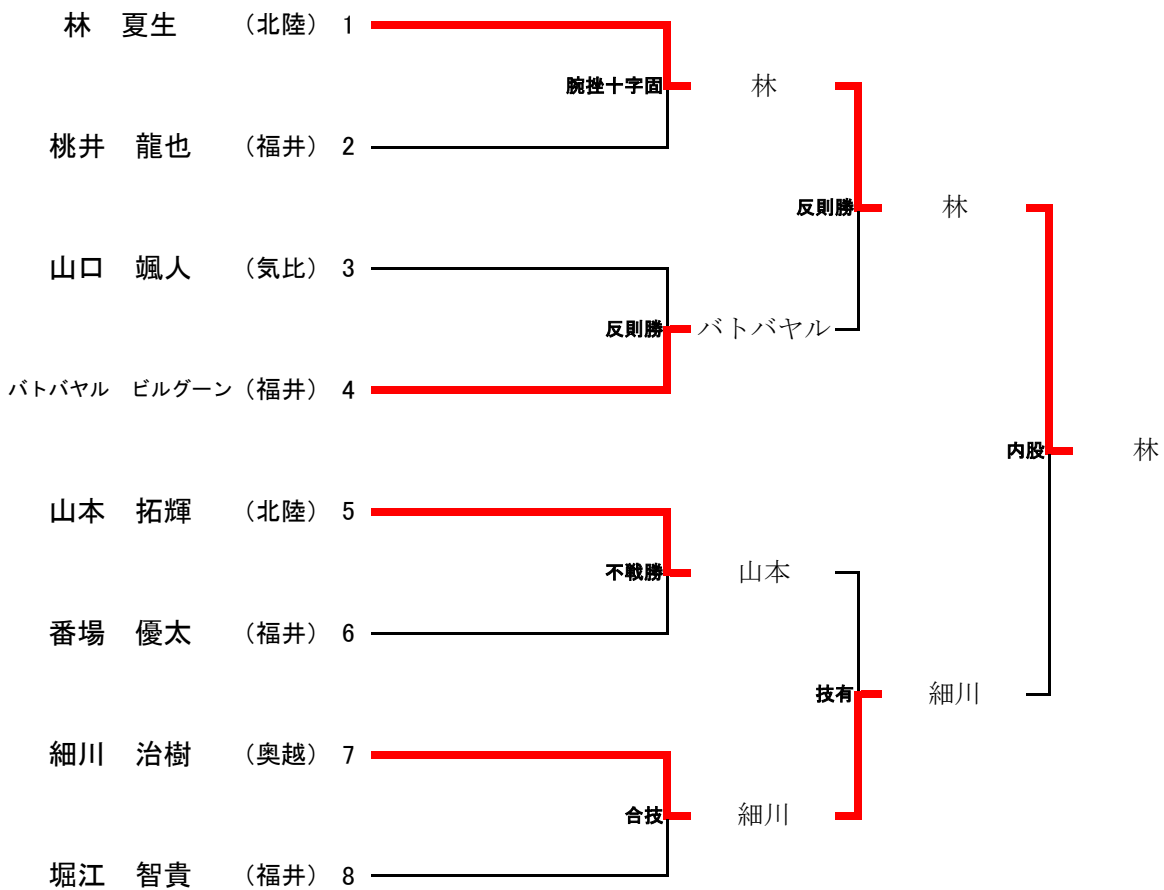 林　夏生　（北陸） 1
腕挫十字固　林
桃井　龍也　（福井） 2
反則勝　林
山口　颯人　（気比） 3
反則勝　バトバヤル
バトバヤル　ビルグーン（福井） 4
内股　林
山本　拓輝　（北陸） 5
不戦勝　山本
番場　優太　（福井） 6
技有　細川
細川　治樹　（奥越） 7
合技　細川
堀江　智貴　（福井） 8